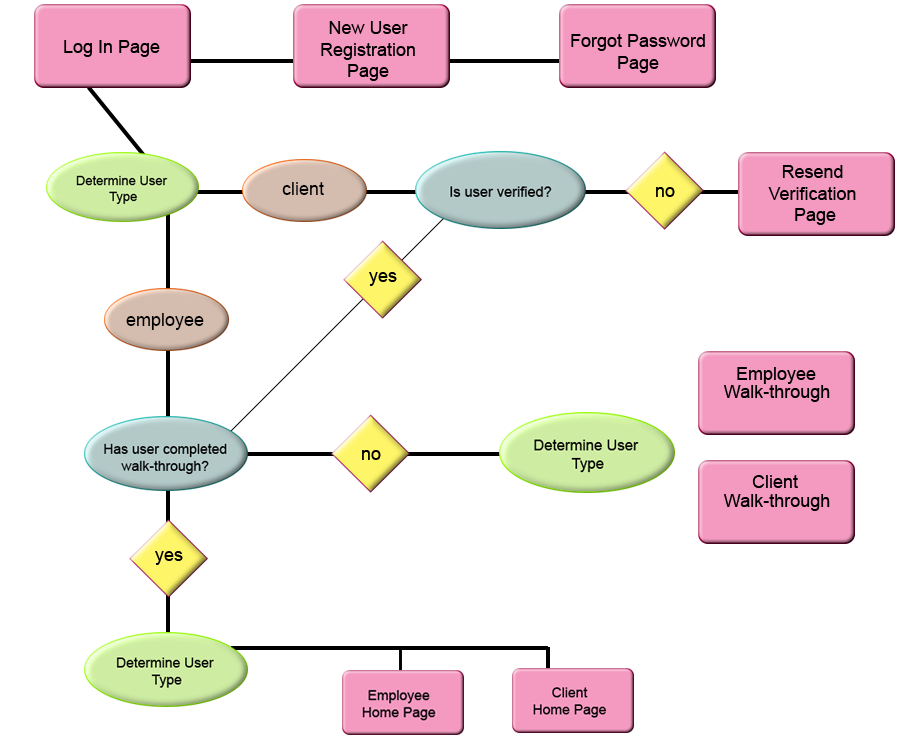 Log In Page
New User
Registration
Page
Forgot Password
Page
Determine User
Type
client
Is user verified?
no
Resend
Verification
Page
yes
employee
Employee
Walk-through
Has user completed
walk-through?
no
Determine User
Type
Client
Walk-through
yes
Determine User
Type
Employee
Home Page
Client
Home Page